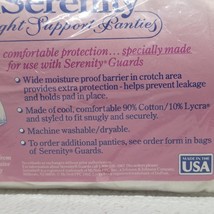 Serenity
ght Support Panties
comfortable protection... specially made
for use with Serenity® Guards
• Wide moisture proof barrier in crotch area
provides extra protection - helps prevent leakage
and holds pad in place.
• Made of cool, comfortable 90% Cotton/10% Lycra®
and styled to fit snugly and securely.
• Machine washable/dryable.
• To order additional panties, see order form in bags
of Serenity® Guards.
MADE IN THE
USA